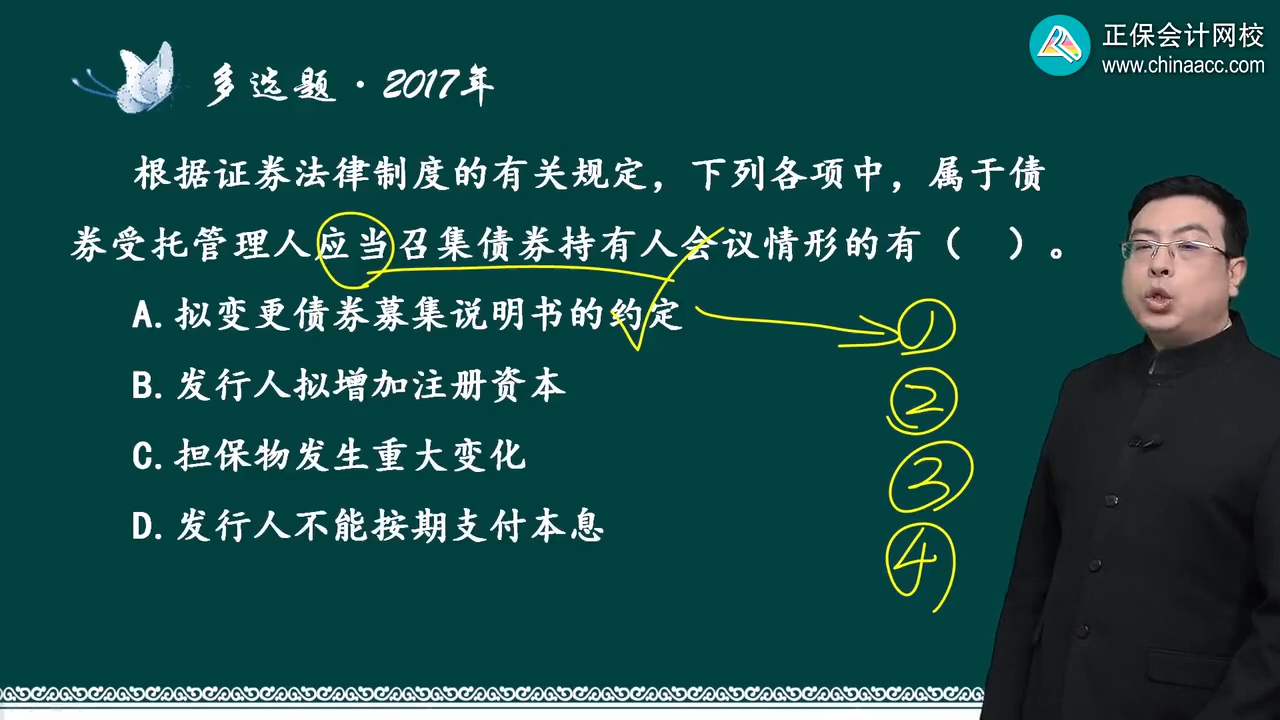 正保会计网校
www.chinaacc.com
多选题·2017年
根据证券法律制度的有关规定，下列各项中，属于债
券受托管理人应当召集债券持有人会议情形的有（ ）。
A.拟变更债券募集说明书的约定
①
B.发行人拟增加注册资本
②
C.担保物发生重大变化
③
D.发行人不能按期支付本息
④